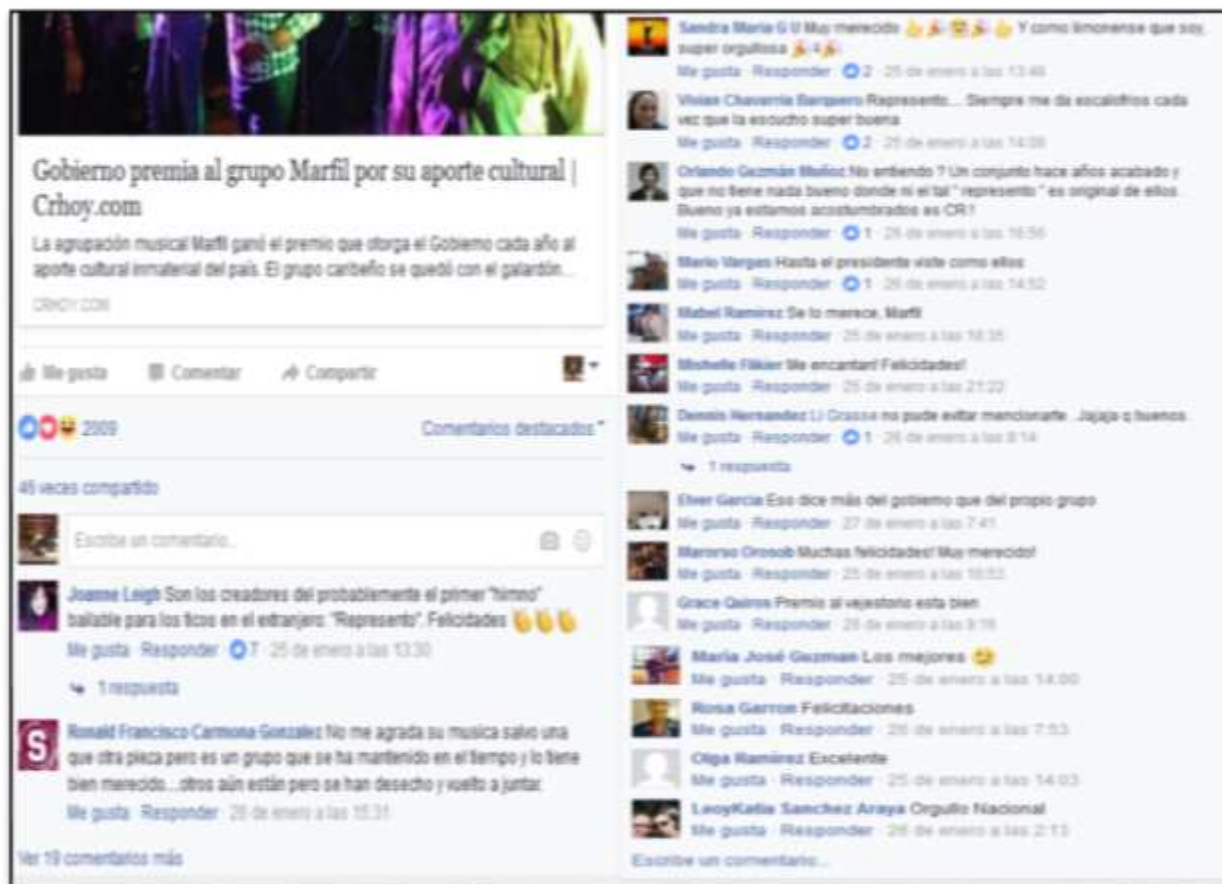 Gobierno premia al grupo Marfil por su aporte cultural |
Crhoy.com
La agrupación musical Marfil ganó el premio que otorga el Gobierno cada año al
aporte cultural inmaterial del país. El grupo caribeño se quedó con el galardón...
CRHOY.COM
Me gusta Comentar Compartir
2009 Comentarios destacados
46 veces compartido
Escribe un comentario...
Joanne Leigh Son los creadores del probablemente el primer "himno"
bailable para los ticos en el extranjero: "Represento". Felicidades 👏👏👏
Me gusta · Responder · 7 · 25 de enero a las 13:30
1 respuesta
Ronald Francisco Carmona Gonzalez No me agrada su musica salvo una
que otra pieca pero es un grupo que se ha mantenido en el tiempo y lo tiene
bien merecido....otros aún están pero se han desecho y vuelto a juntar.
Me gusta · Responder · 26 de enero a las 15:31
Ver 19 comentarios más
Sandra Maria G U Muy merecido Y como limonense que soy,
super orgullosa
Me gusta · Responder · 2 · 25 de enero a las 13:46
Vivian Chavarria Barquero Represento.... Siempre me da escalofrios cada
vez que la escucho super buena
Me gusta · Responder · 2 · 25 de enero a las
Orlando Guzmán Muñoz No entiendo ? Un conjunto hace años acabado y
que no tiene nada bueno donde ni el tal " represento " es original de ellos.
Bueno ya estamos acostumbrados es CR !
Me gusta · Responder · 1 · 26 de enero a las 16:56
Mario Vargas Hasta el presidente viste como ellos
Me gusta · Responder · 1 · 26 de enero a las 14:52
Mabel Ramirez Se lo merece, Marfil
Me gusta · Responder · 25 de enero a las
Mishelle Me encantan! Felicidades!
Me gusta · Responder · 25 de enero a las 21:22
Dennis Hernandez Li Grasse no pude evitar mencionarte...Jajaja q buenos.
Me gusta · Responder · 1 · 26 de enero a las 8:14
1 respuesta
Elver Garcia Eso dice más del gobierno que del propio grupo
Me gusta · Responder · 27 de enero a las 7:41
Marorso Orosob Muchas felicidades! Muy merecido!
Me gusta · Responder · 25 de enero a las
Grace Quiros Premio al vejestorio esta bien
Me gusta · Responder · 25 de enero a las
Maria José Guzman Los mejores
Me gusta · Responder · 25 de enero a las 14:00
Rosa Garron Felicitaciones
Me gusta · Responder · 26 de enero a las 7:53
Olga Ramirez Excelente
Me gusta · Responder · 25 de enero a las 14:03
LeoyKatia Sanchez Araya Orgullo Nacional
Me gusta · Responder · 26 de enero a las 2:13
Escribe un comentario...